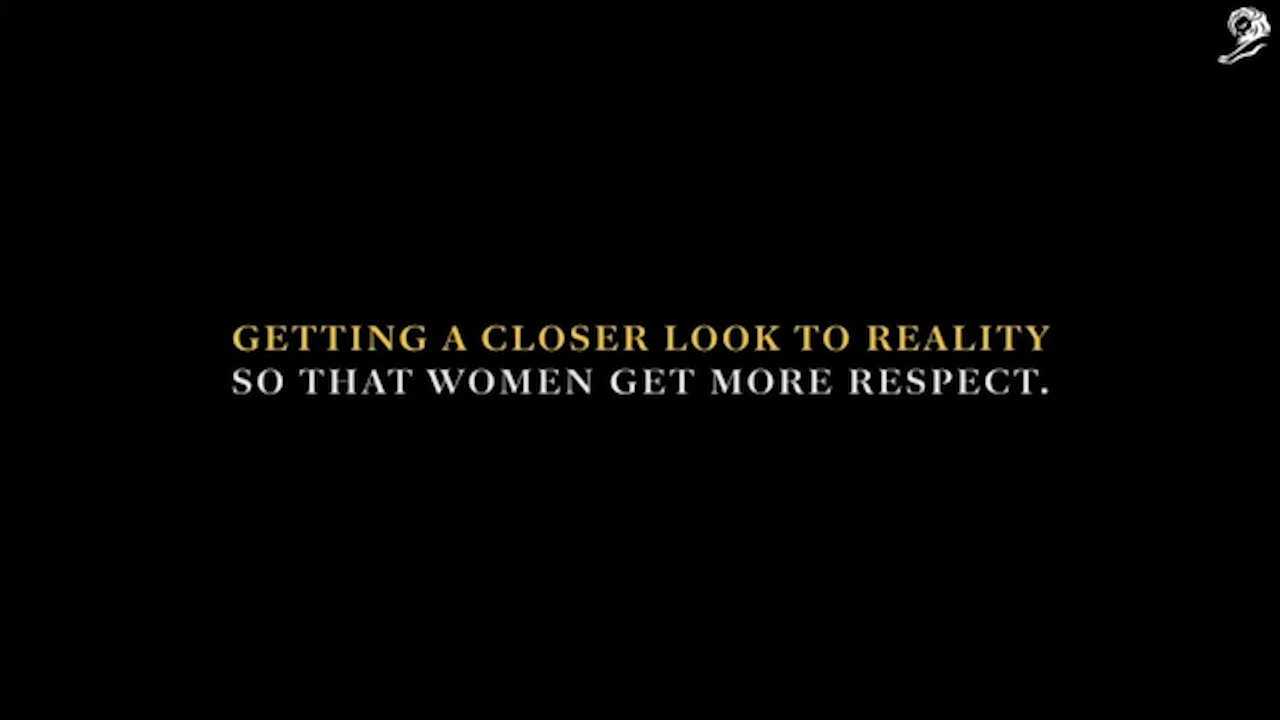 GETTING A CLOSER LOOK TO REALITY
SO THAT WOMEN GET MORE RESPECT.